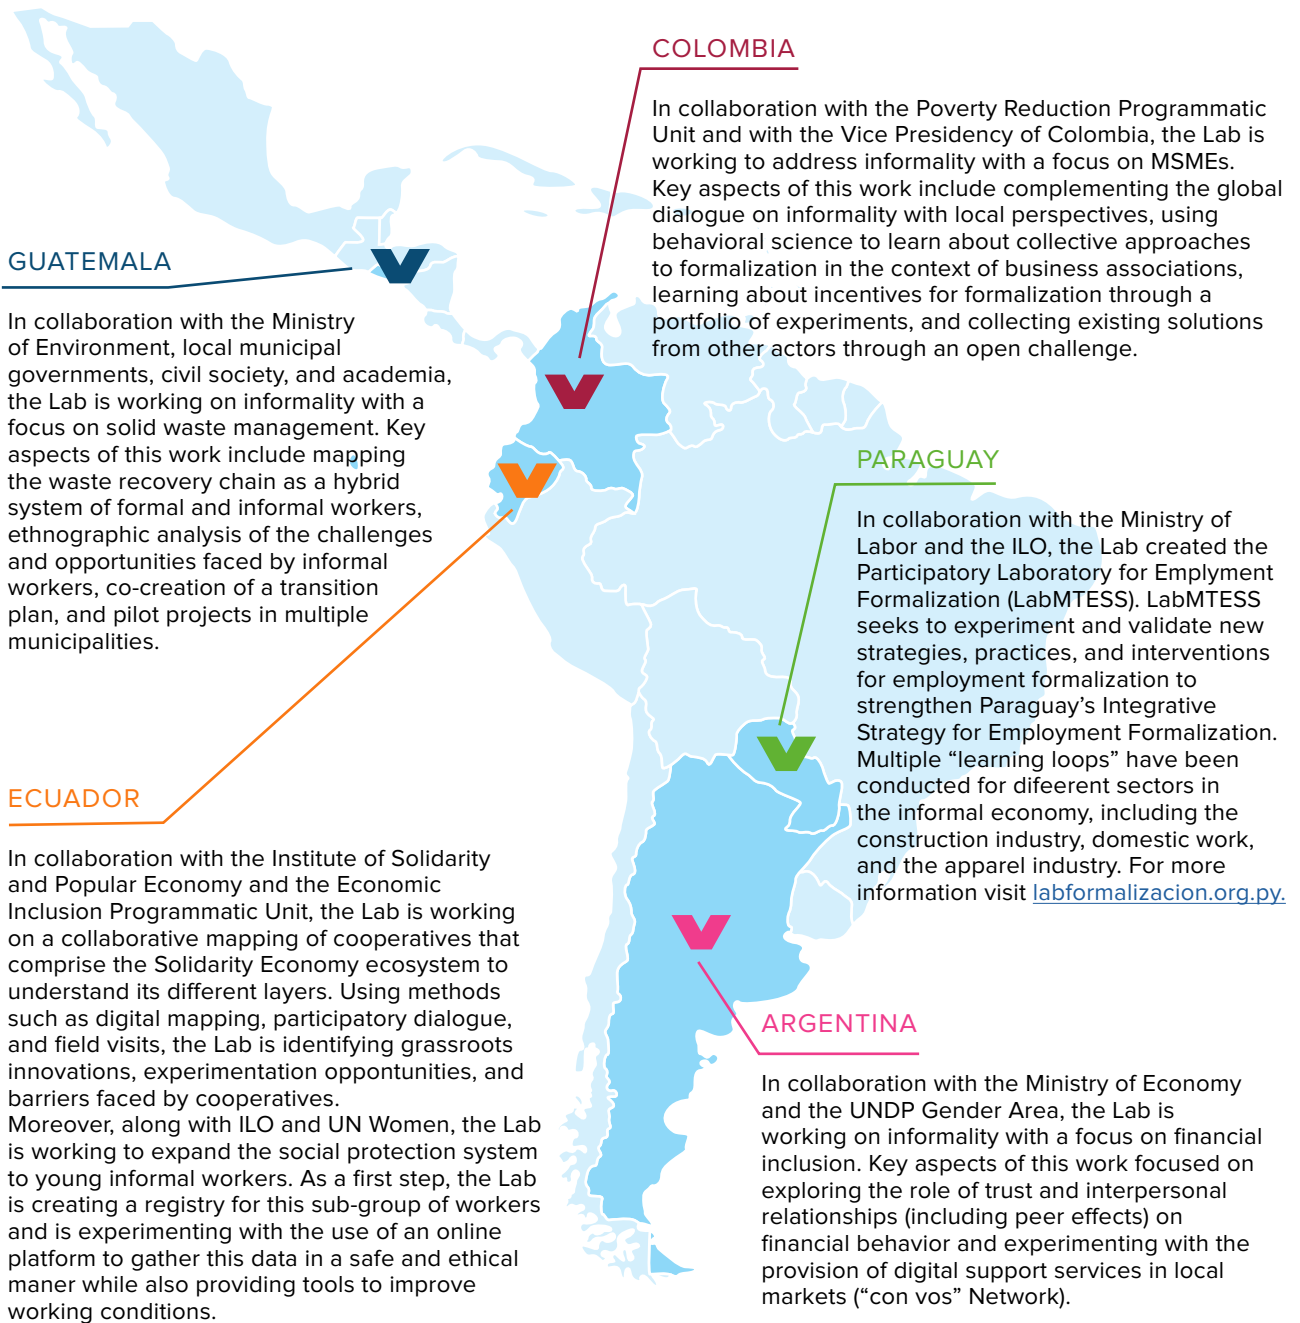 COLOMBIA
In collaboration with the Poverty Reduction Programmatic
Unit and with the Vice Presidency of Colombia, the Lab is
working to address informality with a focus on MSMEs.
Key aspects of this work include complementing the global
dialogue on informality with local perspectives, using
behavioral science to learn about collective approaches
to formalization in the context of business associations,
learning about incentives for formalization through a
portfolio of experiments, and collecting existing solutions
from other actors through an open challenge.
GUATEMALA
In collaboration with the Ministry
of Environment, local municipal
governments, civil society, and academia,
the Lab is working on informality with a
focus on solid waste management. Key
aspects of this work include mapping
the waste recovery chain as a hybrid
system of formal and informal workers,
ethnographic analysis of the challenges
and opportunities faced by informal
workers, co-creation of a transition
plan, and pilot projects in multiple
municipalities.
PARAGUAY
In collaboration with the Ministry of
Labor and the ILO, the Lab created the
Participatory Laboratory for Emplyment
Formalization (LabMTESS). LabMTESS
seeks to experiment and validate new
strategies, practices, and interventions
for employment formalization to
strengthen Paraguay’s Integrative
Strategy for Employment Formalization.
Multiple “learning loops” have been
conducted for difeerent sectors in
the informal economy, including the
construction industry, domestic work,
and the apparel industry. For more
information visit labformalizacion.org.py.
ECUADOR
In collaboration with the Institute of Solidarity
and Popular Economy and the Economic
Inclusion Programmatic Unit, the Lab is working
on a collaborative mapping of cooperatives that
comprise the Solidarity Economy ecosystem to
understand its different layers. Using methods
such as digital mapping, participatory dialogue,
and field visits, the Lab is identifying grassroots
innovations, experimentation oppontunities, and
barriers faced by cooperatives.
Moreover, along with ILO and UN Women, the Lab
is working to expand the social protection system
to young informal workers. As a first step, the Lab
is creating a registry for this sub-group of workers
and is experimenting with the use of an online
platform to gather this data in a safe and ethical
maner while also providing tools to improve
working conditions.
ARGENTINA
In collaboration with the Ministry of Economy
and the UNDP Gender Area, the Lab is
working on informality with a focus on financial
inclusion. Key aspects of this work focused on
exploring the role of trust and interpersonal
relationships (including peer effects) on
financial behavior and experimenting with the
provision of digital support services in local
markets (“con vos” Network).